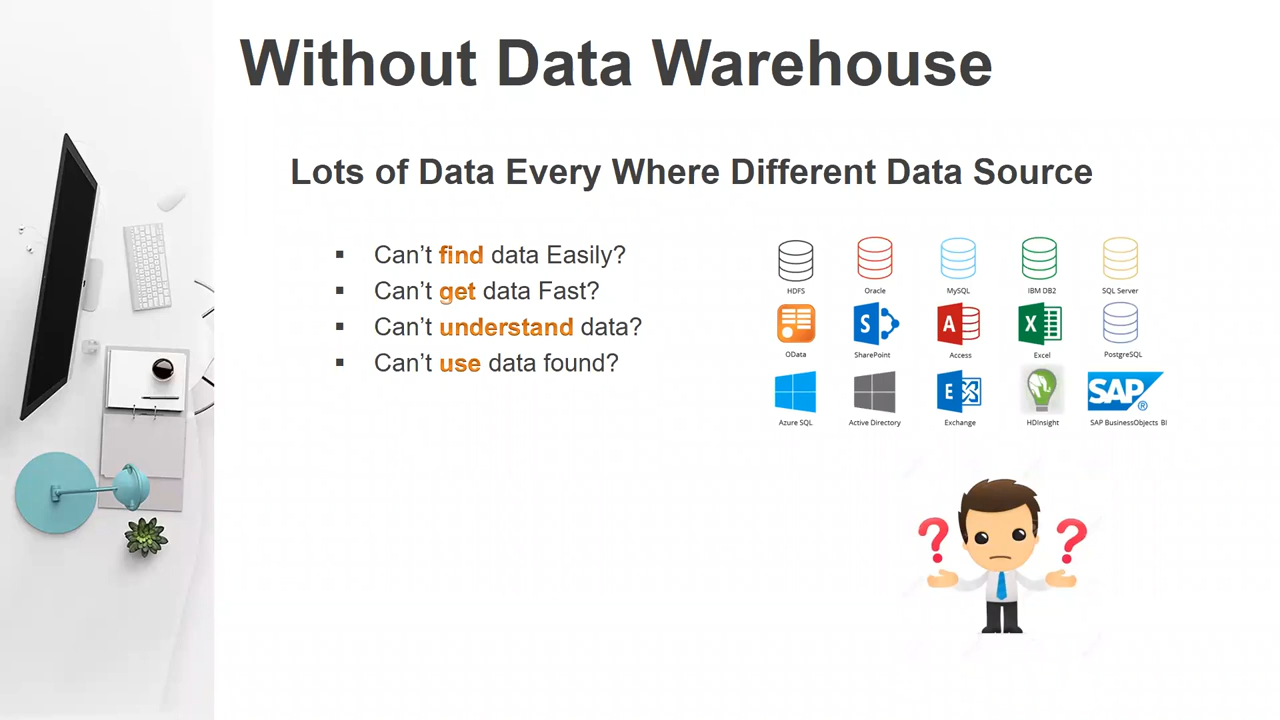 Without Data Warehouse
Lots of Data Every Where Different Data Source
▪ Can’t find data Easily?
▪ Can’t get data Fast?
▪ Can’t understand data?
▪ Can’t use data found?
HDFS Oracle MySQL IBM DB2 SQL Server
S A X
OData SharePoint Access Excel PostgreSQL
E SAP®
Azure SQL Active Directory Exchange HDInsight SAP BusinessObjects BI
? ?